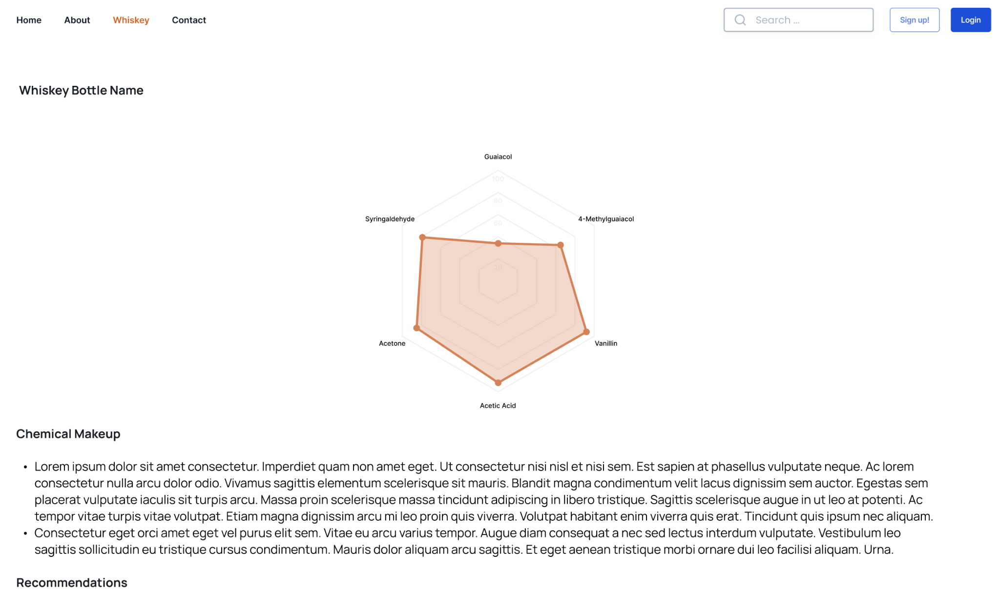 Home About Whiskey Contact Search ... Sign up! Login
Whiskey Bottle Name
Guaiacol
100
80
Syringaldehyde 4-Methylguaiacol
60
20
Acetone Vanillin
Acetic Acid
Chemical Makeup
• Lorem ipsum dolor sit amet consectetur. Imperdiet quam non amet eget. Ut consectetur nisi nisl et nisi sem. Est sapien at phasellus vulputate neque. Ac lorem
consectetur nulla arcu dolor odio. Vivamus sagittis elementum scelerisque sit mauris. Blandit magna condimentum velit lacus dignissim sem auctor. Egestas sem
placerat vulputate iaculis sit turpis arcu. Massa proin scelerisque massa tincidunt adipiscing in libero tristique. Sagittis scelerisque augue in ut leo at potenti. Ac
tempor vitae turpis vitae volutpat. Etiam magna dignissim arcu mi leo proin quis viverra. Volutpat habitant enim viverra quis erat. Tincidunt quis ipsum nec aliquam.
• Consectetur eget orci amet eget vel purus elit sem. Vitae eu arcu varius tempor. Augue diam consequat a nec sed lectus interdum vulputate. Vestibulum leo
sagittis sollicitudin eu tristique cursus condimentum. Mauris dolor aliquam arcu sagittis. Et eget aenean tristique morbi ornare dui leo facilisi aliquam. Urna.
Recommendations